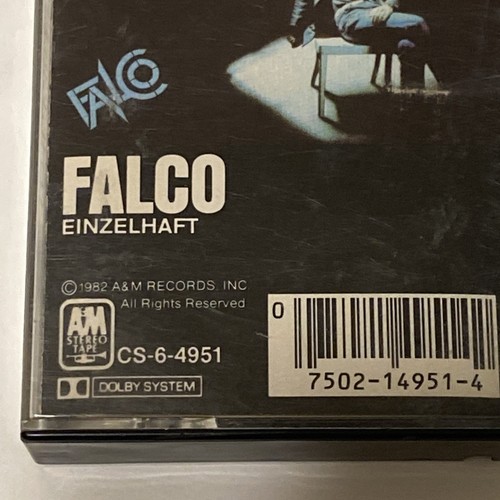 FALCO
FALCO
EINZELHAFT
©1982 A&M RECORDS, INC
All Rights Reserved
A&M
STEREO
TAPE
CS-6-4951
DOLBY SYSTEM
0
7502-14951-4